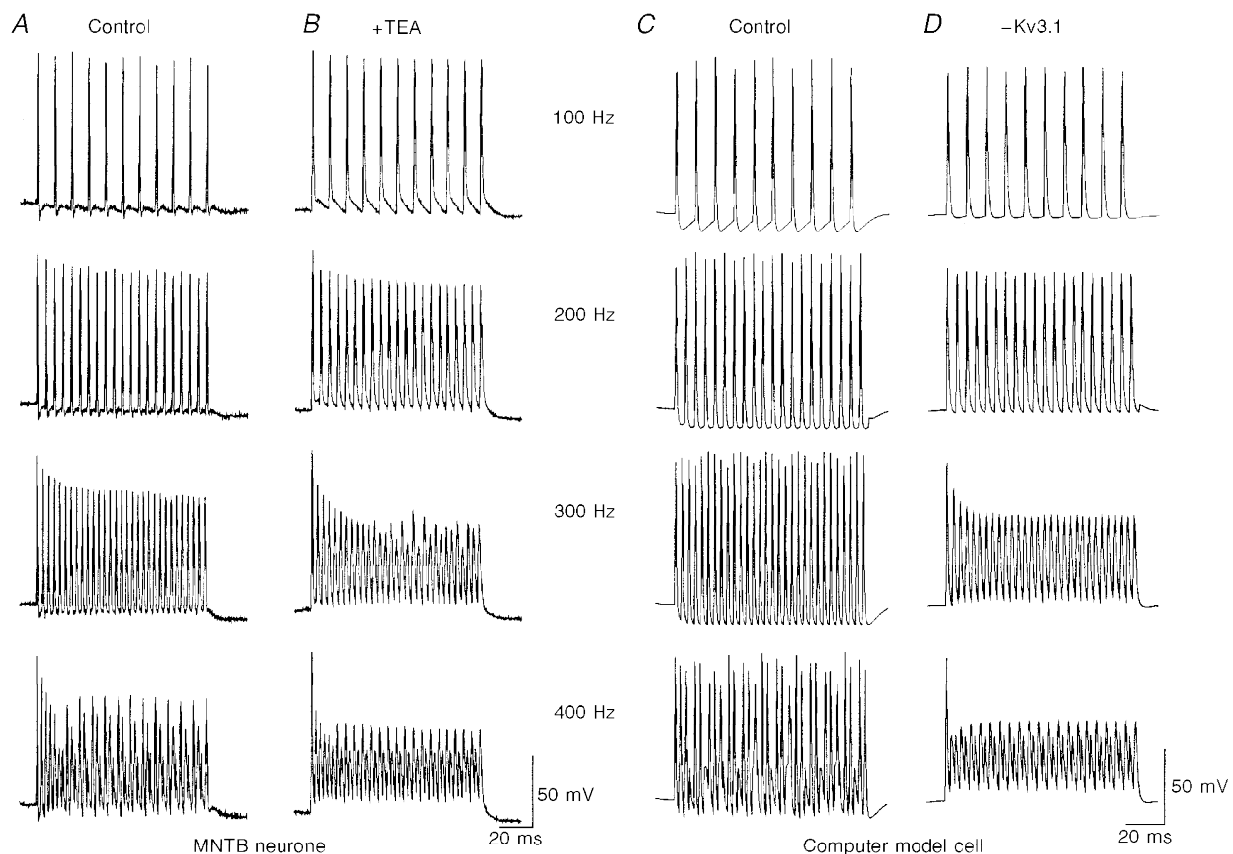 A Control B +TEA C Control D −Kv3.1
100 Hz
200 Hz
300 Hz
400 Hz
50 mV
20 ms
50 mV
20 ms
MNTB neurone
Computer model cell